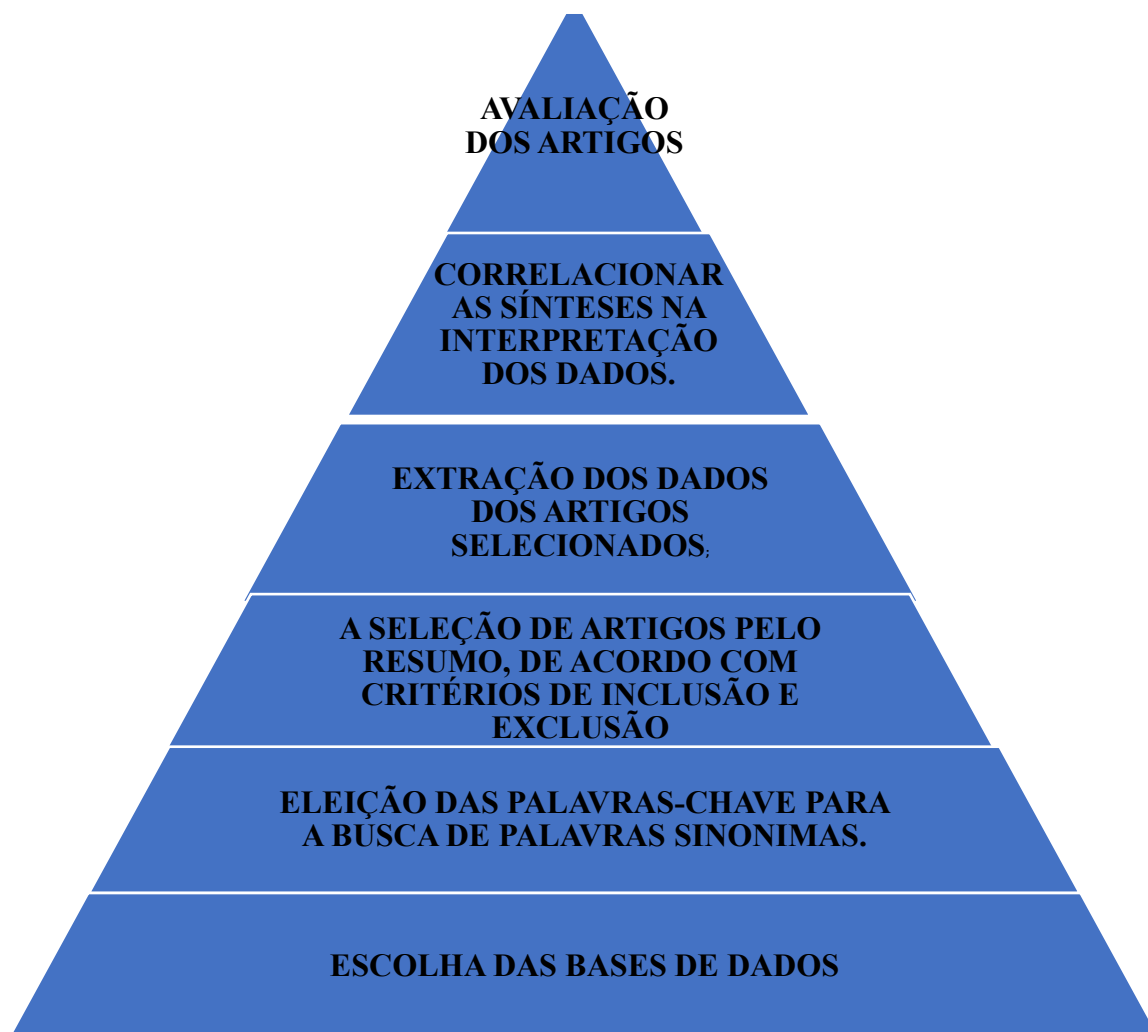 AVALIAÇÃO
DOS ARTIGOS
CORRELACIONAR
AS SÍNTESES NA
INTERPRETAÇÃO
DOS DADOS.
EXTRAÇÃO DOS DADOS
DOS ARTIGOS
SELECIONADOS;
A SELEÇÃO DE ARTIGOS PELO
RESUMO, DE ACORDO COM
CRITÉRIOS DE INCLUSÃO E
EXCLUSÃO
ELEIÇÃO DAS PALAVRAS-CHAVE PARA
A BUSCA DE PALAVRAS SINONIMAS.
ESCOLHA DAS BASES DE DADOS